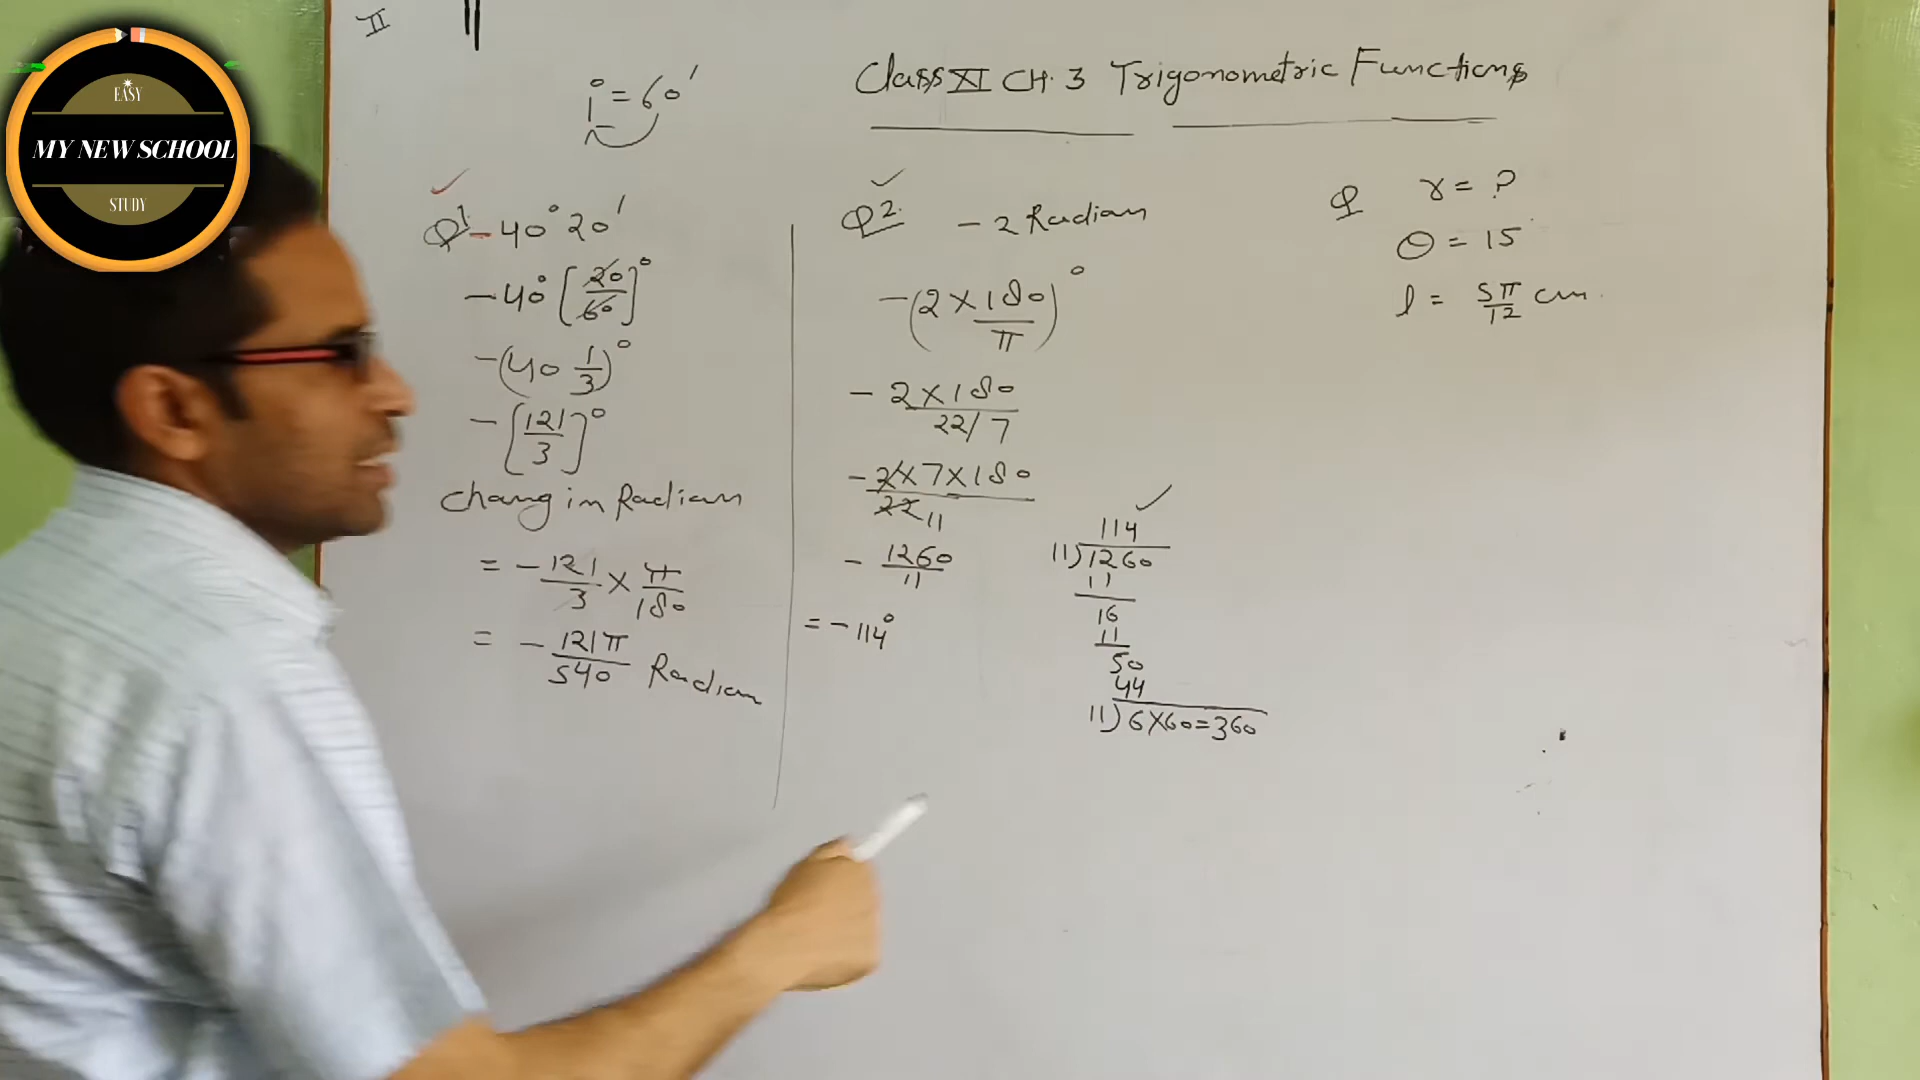 II
EASY
MY NEW SCHOOL
STUDY
1° = 60'
Class XI CH. 3 Trigonometric Functions
Q1 - 40° 20'
- 40° [20/60]°
- (40 1/3)°
- [121/3]°
chang in Radian
= - 121/3 × π/180
= - 121π/540 Radian
Q2. - 2 Radian
- (2 × 180/π)°
- 2 × 180 / 22/7
- 2 × 7 × 180 / 22 11
- 1260/11
= - 114°
114
11)1260
11
16
11
50
44
11) 6×60=360
Q r = ?
θ = 15
l = 5π/12 cm.